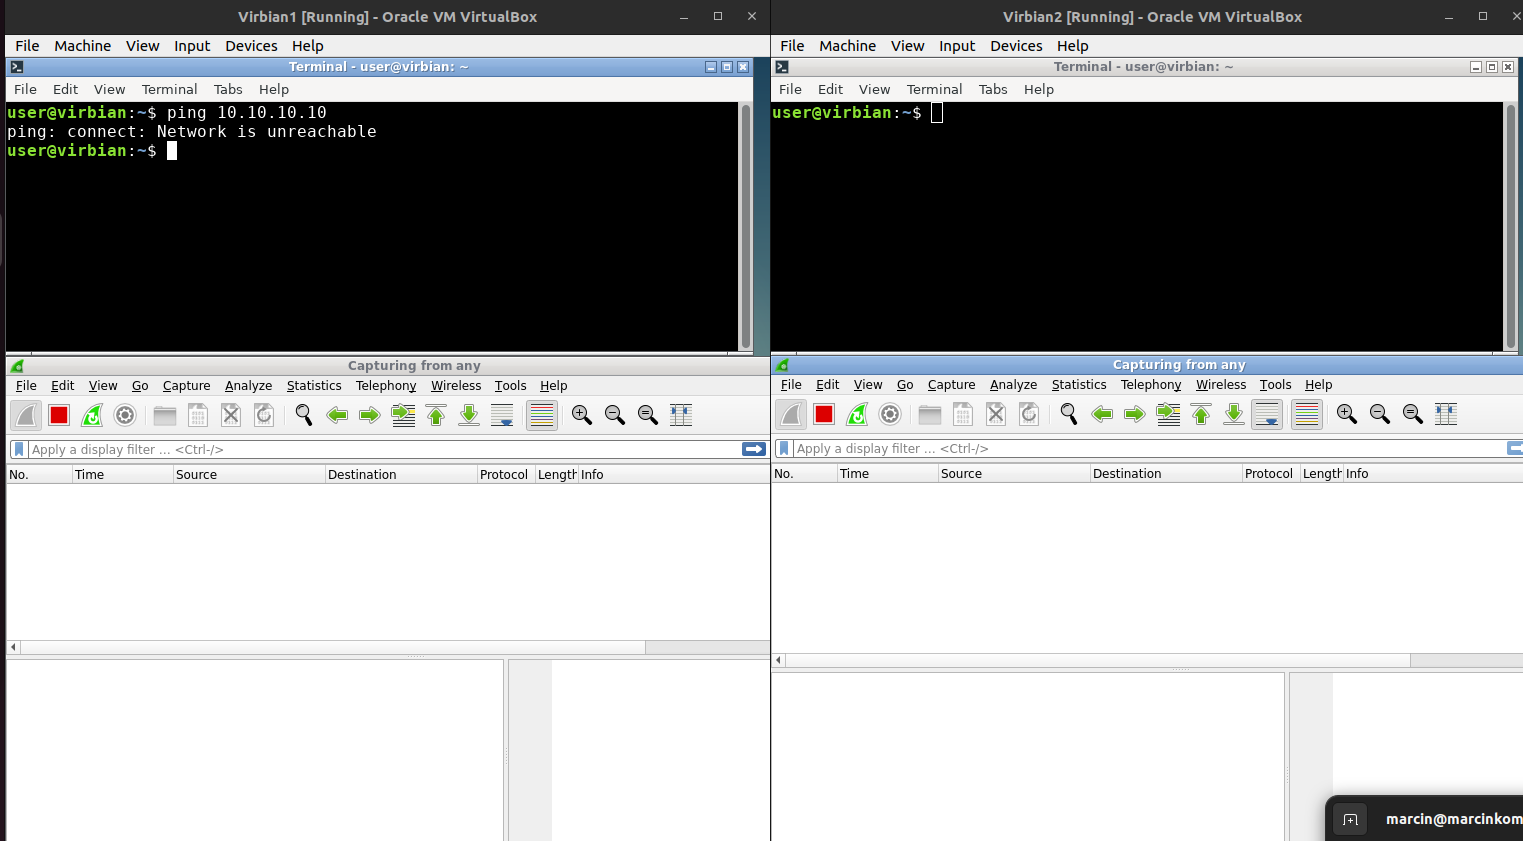 Virbian1 [Running] - Oracle VM VirtualBox
File Machine View Input Devices Help
Terminal - user@virbian: ~
File Edit View Terminal Tabs Help
user@virbian:~$ ping 10.10.10.10
ping: connect: Network is unreachable
user@virbian:~$
Capturing from any
File Edit View Go Capture Analyze Statistics Telephony Wireless Tools Help
Apply a display filter ... <Ctrl-/>
No. Time Source Destination Protocol Length Info
Virbian2 [Running] - Oracle VM VirtualBox
File Machine View Input Devices Help
Terminal - user@virbian: ~
File Edit View Terminal Tabs Help
user@virbian:~$
Capturing from any
File Edit View Go Capture Analyze Statistics Telephony Wireless Tools Help
Apply a display filter ... <Ctrl-/>
No. Time Source Destination Protocol Length Info
marcin@marcinkom